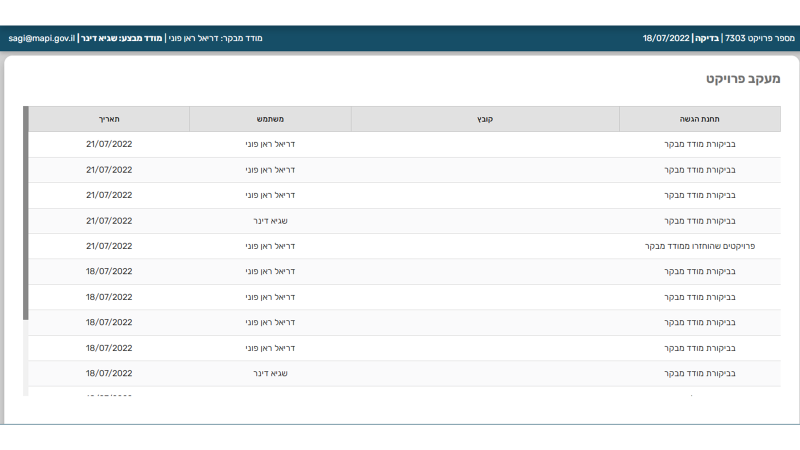 מספר פרויקט 7303 | בדיקה | 18/07/2022
מודד מבקר: דריאל ראן פוני | מודד מבצע: שגיא דינר | sagi@mapi.gov.il
מעקב פרויקט
תחנת הגשה קובץ משתמש תאריך
בביקורת מודד מבקר דריאל ראן פוני 21/07/2022
בביקורת מודד מבקר דריאל ראן פוני 21/07/2022
בביקורת מודד מבקר דריאל ראן פוני 21/07/2022
בביקורת מודד מבקר שגיא דינר 21/07/2022
פרויקטים שהוחזרו ממודד מבקר דריאל ראן פוני 21/07/2022
בביקורת מודד מבקר דריאל ראן פוני 18/07/2022
בביקורת מודד מבקר דריאל ראן פוני 18/07/2022
בביקורת מודד מבקר דריאל ראן פוני 18/07/2022
בביקורת מודד מבקר דריאל ראן פוני 18/07/2022
בביקורת מודד מבקר שגיא דינר 18/07/2022